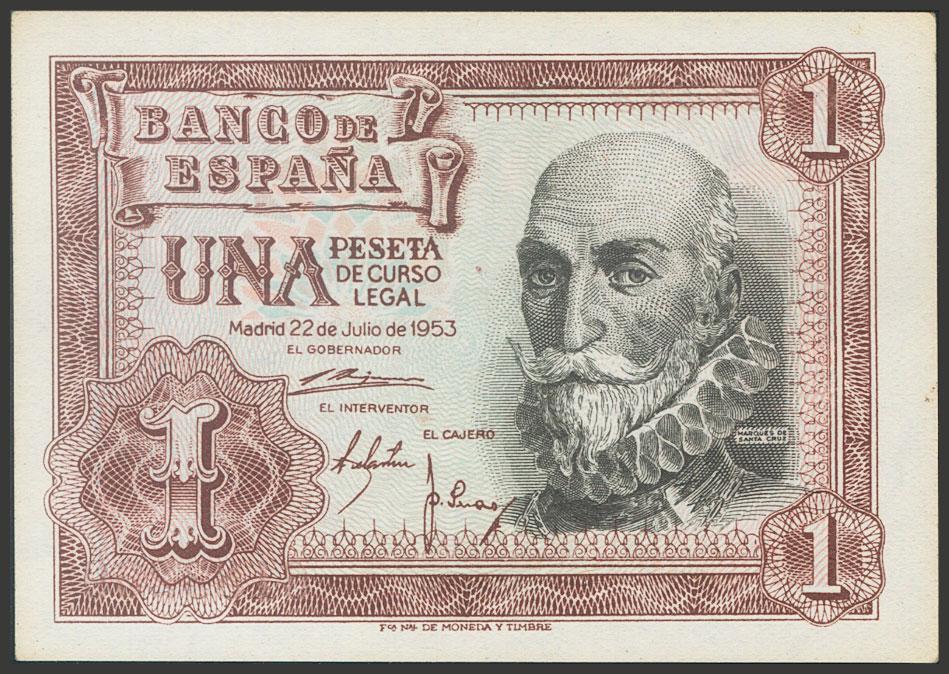 BANCO DE
ESPAÑA
UNA PESETA
DE CURSO
LEGAL
Madrid 22 de Julio de 1953
EL GOBERNADOR
EL INTERVENTOR
EL CAJERO
MARQUES DE
SANTA CRUZ
1
1
1
Fca Nal DE MONEDA Y TIMBRE